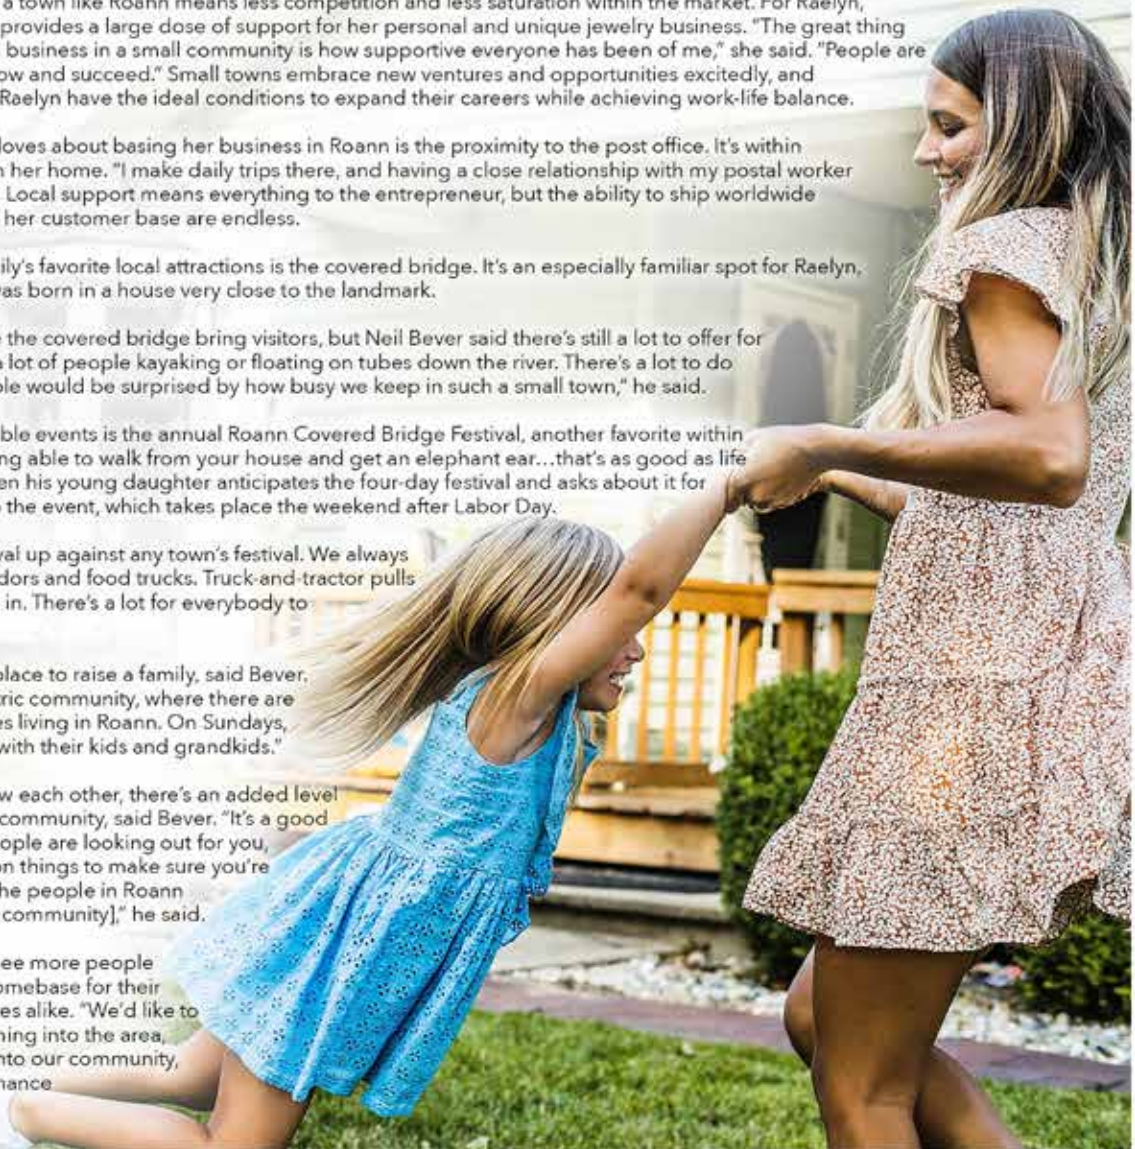 a town like Roann means less competition and less saturation within the market. For Raelyn,
provides a large dose of support for her personal and unique jewelry business. "The great thing
business in a small community is how supportive everyone has been of me," she said. "People are
ow and succeed." Small towns embrace new ventures and opportunities excitedly, and
Raelyn have the ideal conditions to expand their careers while achieving work-life balance.
loves about basing her business in Roann is the proximity to the post office. It's within
her home. "I make daily trips there, and having a close relationship with my postal worker
Local support means everything to the entrepreneur, but the ability to ship worldwide
her customer base are endless.
ily's favorite local attractions is the covered bridge. It's an especially familiar spot for Raelyn,
as born in a house very close to the landmark.
the covered bridge bring visitors, but Neil Bever said there's still a lot to offer for
lot of people kayaking or floating on tubes down the river. There's a lot to do
ple would be surprised by how busy we keep in such a small town," he said.
ble events is the annual Roann Covered Bridge Festival, another favorite within
ng able to walk from your house and get an elephant ear…that's as good as life
en his young daughter anticipates the four-day festival and asks about it for
the event, which takes place the weekend after Labor Day.
val up against any town's festival. We always
dors and food trucks. Truck-and-tractor pulls
in. There's a lot for everybody to
place to raise a family, said Bever.
ric community, where there are
es living in Roann. On Sundays,
with their kids and grandkids."
w each other, there's an added level
community, said Bever. "It's a good
ople are looking out for you,
on things to make sure you're
he people in Roann
community]," he said.
ee more people
omebase for their
es alike. "We'd like to
ning into the area,
nto our community,
hance